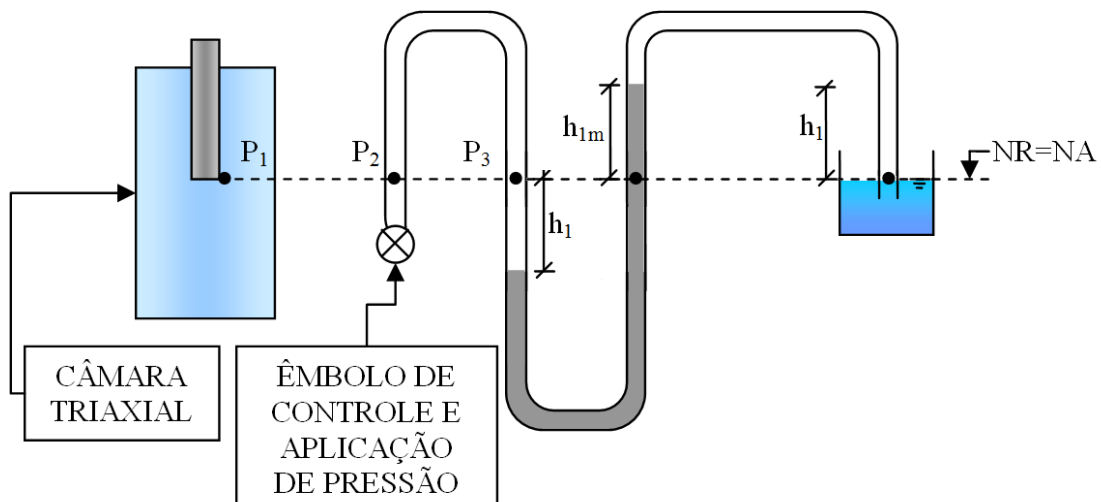 P1
P2
P3
h1m
h1
NR=NA
h1
CÂMARA
TRIAXIAL
ÊMBOLO DE
CONTROLE E
APLICAÇÃO
DE PRESSÃO